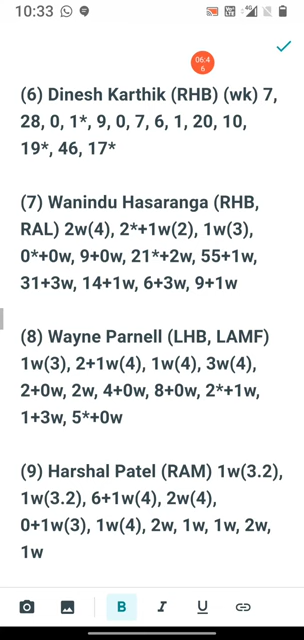 10:33
06:4
6
(6) Dinesh Karthik (RHB) (wk) 7,
28, 0, 1*, 9, 0, 7, 6, 1, 20, 10,
19*, 46, 17*
(7) Wanindu Hasaranga (RHB,
RAL) 2w(4), 2*+1w(2), 1w(3),
0*+0w, 9+0w, 21*+2w, 55+1w,
31+3w, 14+1w, 6+3w, 9+1w
(8) Wayne Parnell (LHB, LAMF)
1w(3), 2+1w(4), 1w(4), 3w(4),
2+0w, 2w, 4+0w, 8+0w, 2*+1w,
1+3w, 5*+0w
(9) Harshal Patel (RAM) 1w(3.2),
1w(3.2), 6+1w(4), 2w(4),
0+1w(3), 1w(4), 2w, 1w, 1w, 2w,
1w
B I U